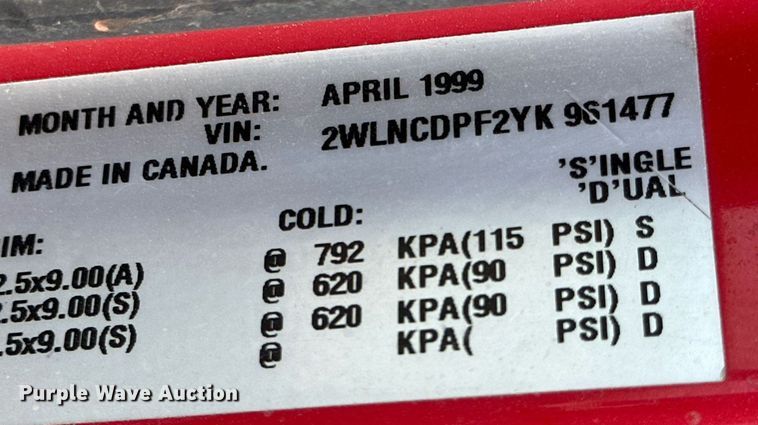 MONTH AND YEAR: APRIL 1999
VIN: 2WLNCDPF2YK 961477
MADE IN CANADA.
'S'INGLE
'D'UAL
IM: COLD:
2.5x9.00(A) @ 792 KPA(115 PSI) S
.5x9.00(S) @ 620 KPA(90 PSI) D
.5x9.00(S) @ 620 KPA(90 PSI) D
@ KPA( PSI) D
Purple Wave Auction